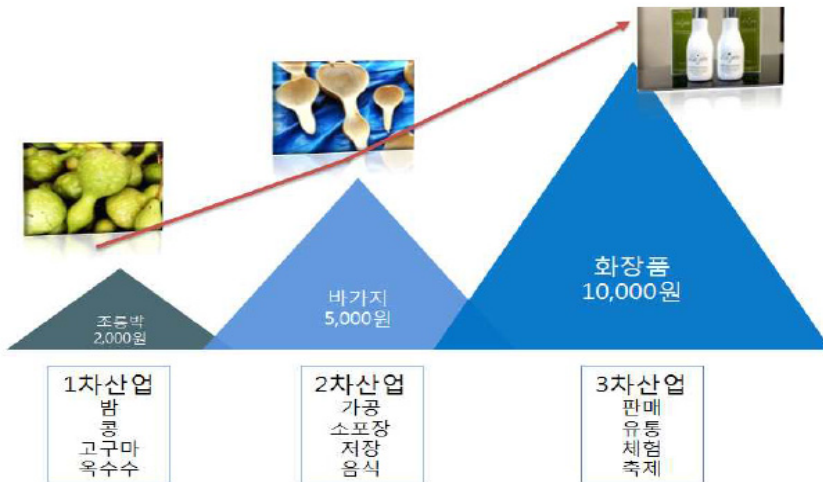 조롱박
2,000원
바가지
5,000원
화장품
10,000원
1차산업
밤
콩
고구마
옥수수
2차산업
가공
소포장
저장
음식
3차산업
판매
유통
체험
축제